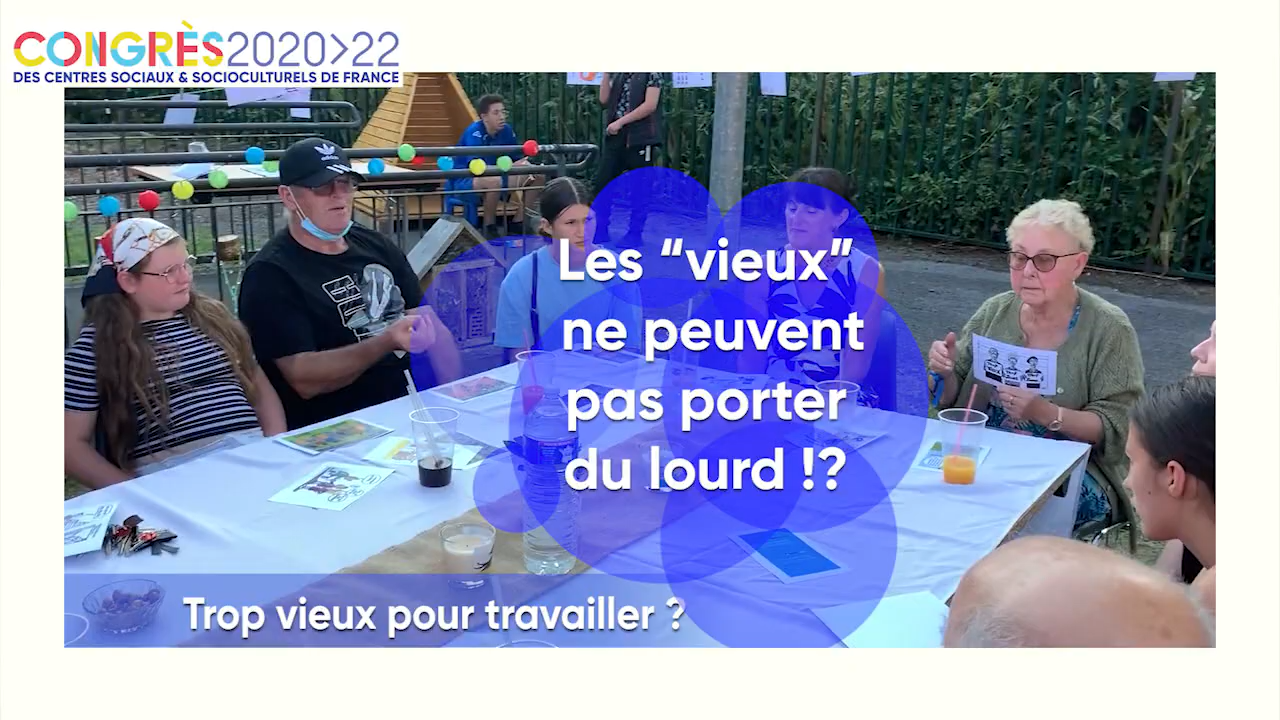 CONGRÈS2020>22
DES CENTRES SOCIAUX & SOCIOCULTURELS DE FRANCE
adidas
Les “vieux”
ne peuvent
pas porter
du lourd !?
Trop vieux pour travailler ?